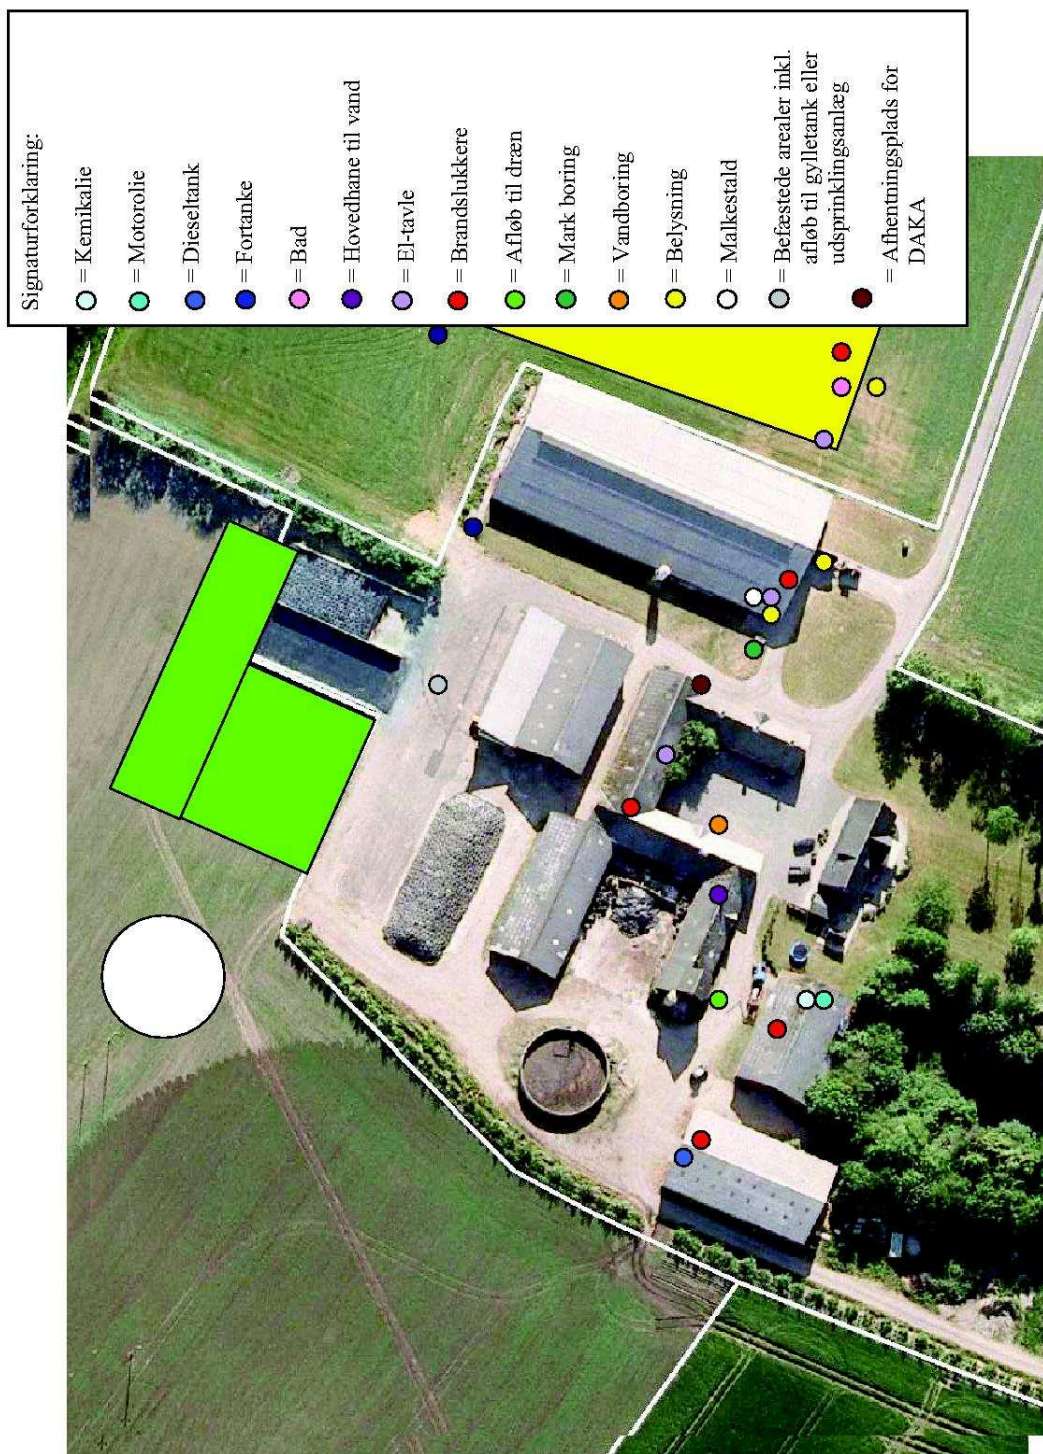 Signaturforklaring:
= Kemikalie
= Motorolie
= Dieseltank
= Fortanke
= Bad
= Hovedhane til vand
= El-tavle
= Brandslukkere
= Afløb til dræn
= Mark boring
= Vandboring
= Belysning
= Malkestald
= Befæstede arealer inkl.
afløb til gylletank eller
udsprinklingsanlæg
= Afhentningsplads for
DAKA